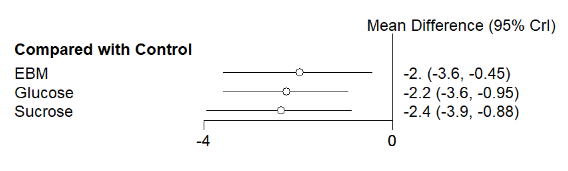 Mean Difference (95% CrI)
Compared with Control
EBM -2. (-3.6, -0.45)
Glucose -2.2 (-3.6, -0.95)
Sucrose -2.4 (-3.9, -0.88)
-4 0